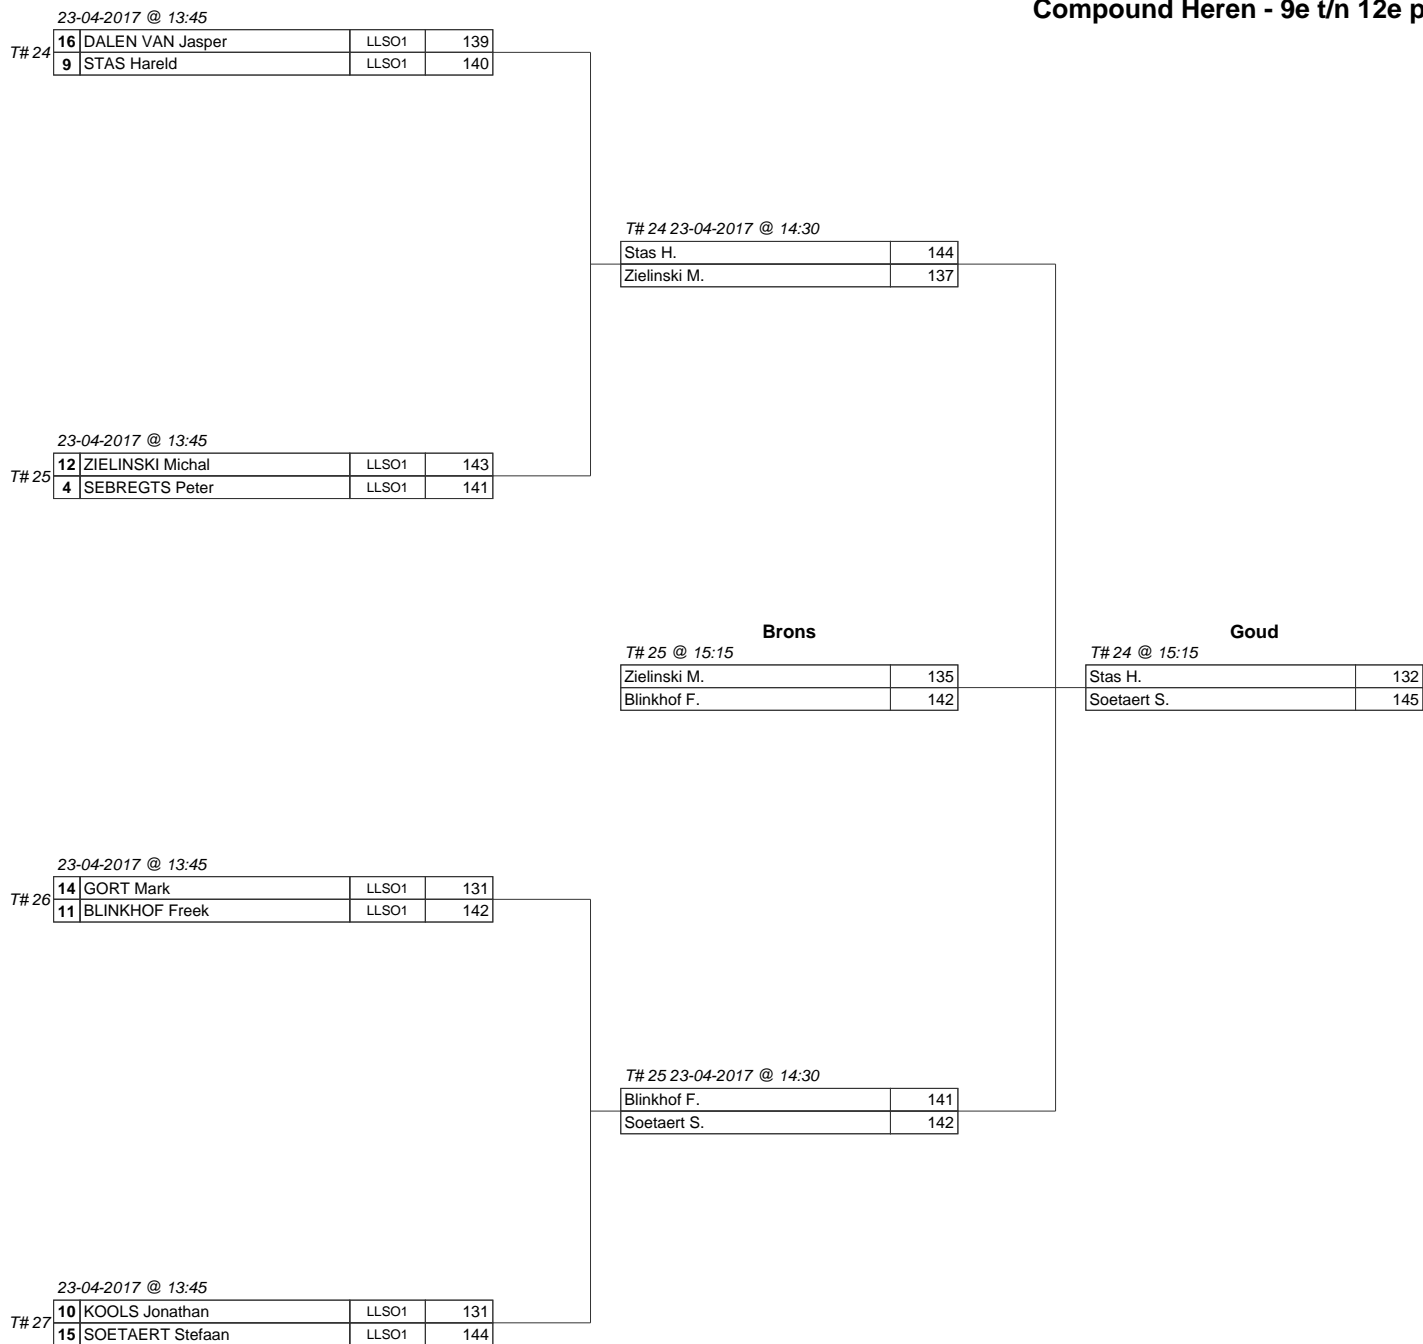 Compound Heren - 9e t/n 12e p
23-04-2017 @ 13:45
T# 24
16 DALEN VAN Jasper LLSO1 139
9 STAS Hareld LLSO1 140
T# 24 23-04-2017 @ 14:30
Stas H. 144
Zielinski M. 137
23-04-2017 @ 13:45
T# 25
12 ZIELINSKI Michal LLSO1 143
4 SEBREGTS Peter LLSO1 141
Brons
T# 25 @ 15:15
Zielinski M. 135
Blinkhof F. 142
Goud
T# 24 @ 15:15
Stas H. 132
Soetaert S. 145
23-04-2017 @ 13:45
T# 26
14 GORT Mark LLSO1 131
11 BLINKHOF Freek LLSO1 142
T# 25 23-04-2017 @ 14:30
Blinkhof F. 141
Soetaert S. 142
23-04-2017 @ 13:45
T# 27
10 KOOLS Jonathan LLSO1 131
15 SOETAERT Stefaan LLSO1 144